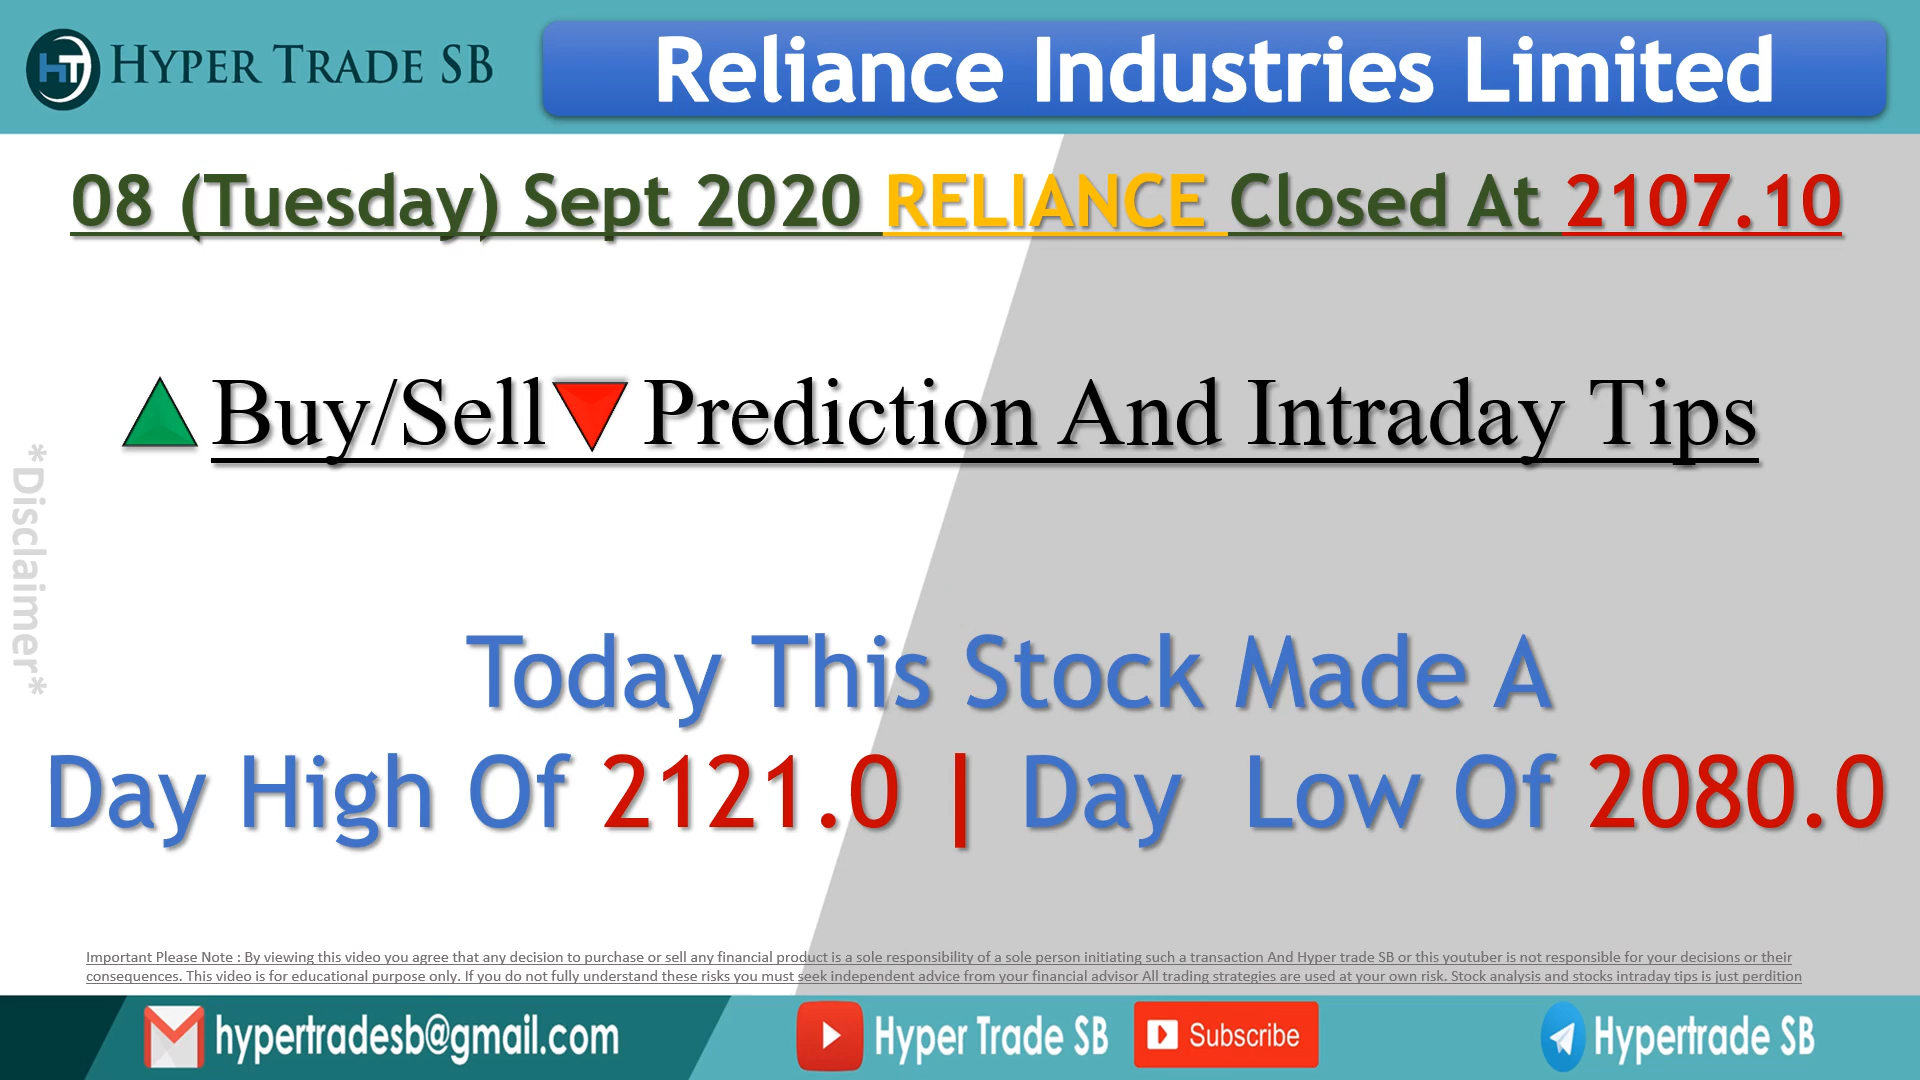 HT HYPER TRADE SB
Reliance Industries Limited
08 (Tuesday) Sept 2020 RELIANCE Closed At 2107.10
Buy/Sell Prediction And Intraday Tips
*Disclaimer*
Today This Stock Made A
Day High Of 2121.0 | Day Low Of 2080.0
Important Please Note : By viewing this video you agree that any decision to purchase or sell any financial product is a sole responsibility of a sole person initiating such a transaction And Hyper trade SB or this youtuber is not responsible for your decisions or their
consequences. This video is for educational purpose only. If you do not fully understand these risks you must seek independent advice from your financial advisor All trading strategies are used at your own risk. Stock analysis and stocks intraday tips is just perdition
hypertradesb@gmail.com
Hyper Trade SB
Subscribe
Hypertrade SB